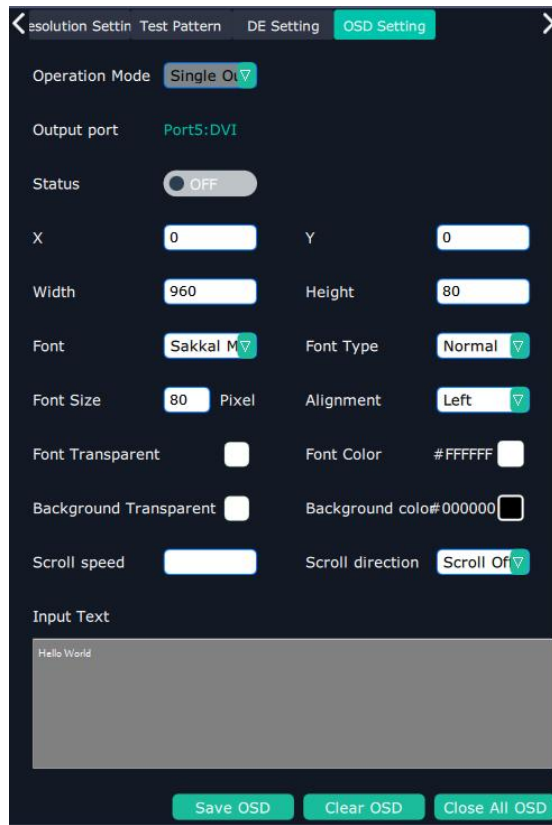 esolution Settin Test Pattern DE Setting OSD Setting
Operation Mode Single Ou
Output port Port5:DVI
Status OFF
X 0 Y 0
Width 960 Height 80
Font Sakkal M Font Type Normal
Font Size 80 Pixel Alignment Left
Font Transparent Font Color #FFFFFF
Background Transparent Background colo#000000
Scroll speed Scroll direction Scroll Of
Input Text
Hello World
Save OSD Clear OSD Close All OSD